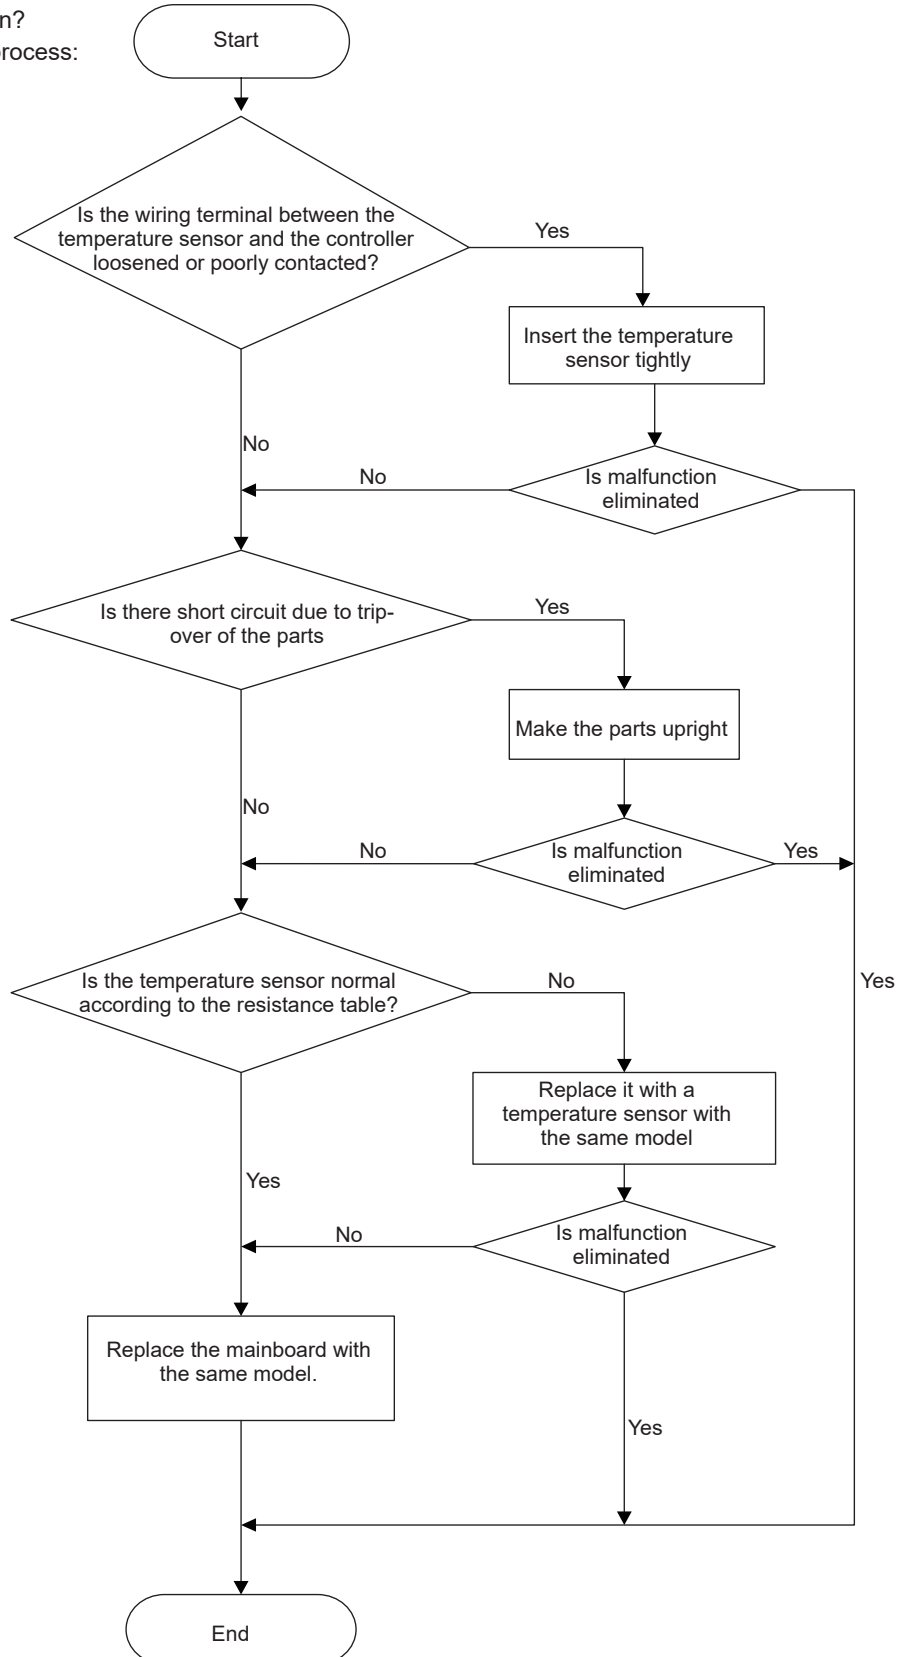 n?
rocess:
Start
Is the wiring terminal between the
temperature sensor and the controller
loosened or poorly contacted?
Yes
Insert the temperature
sensor tightly
No
No
Is malfunction
eliminated
Is there short circuit due to trip-
over of the parts
Yes
Make the parts upright
No
No
Is malfunction
eliminated
Yes
Is the temperature sensor normal
according to the resistance table?
No
Yes
Replace it with a
temperature sensor with
the same model
Yes
No
Is malfunction
eliminated
Replace the mainboard with
the same model.
Yes
End